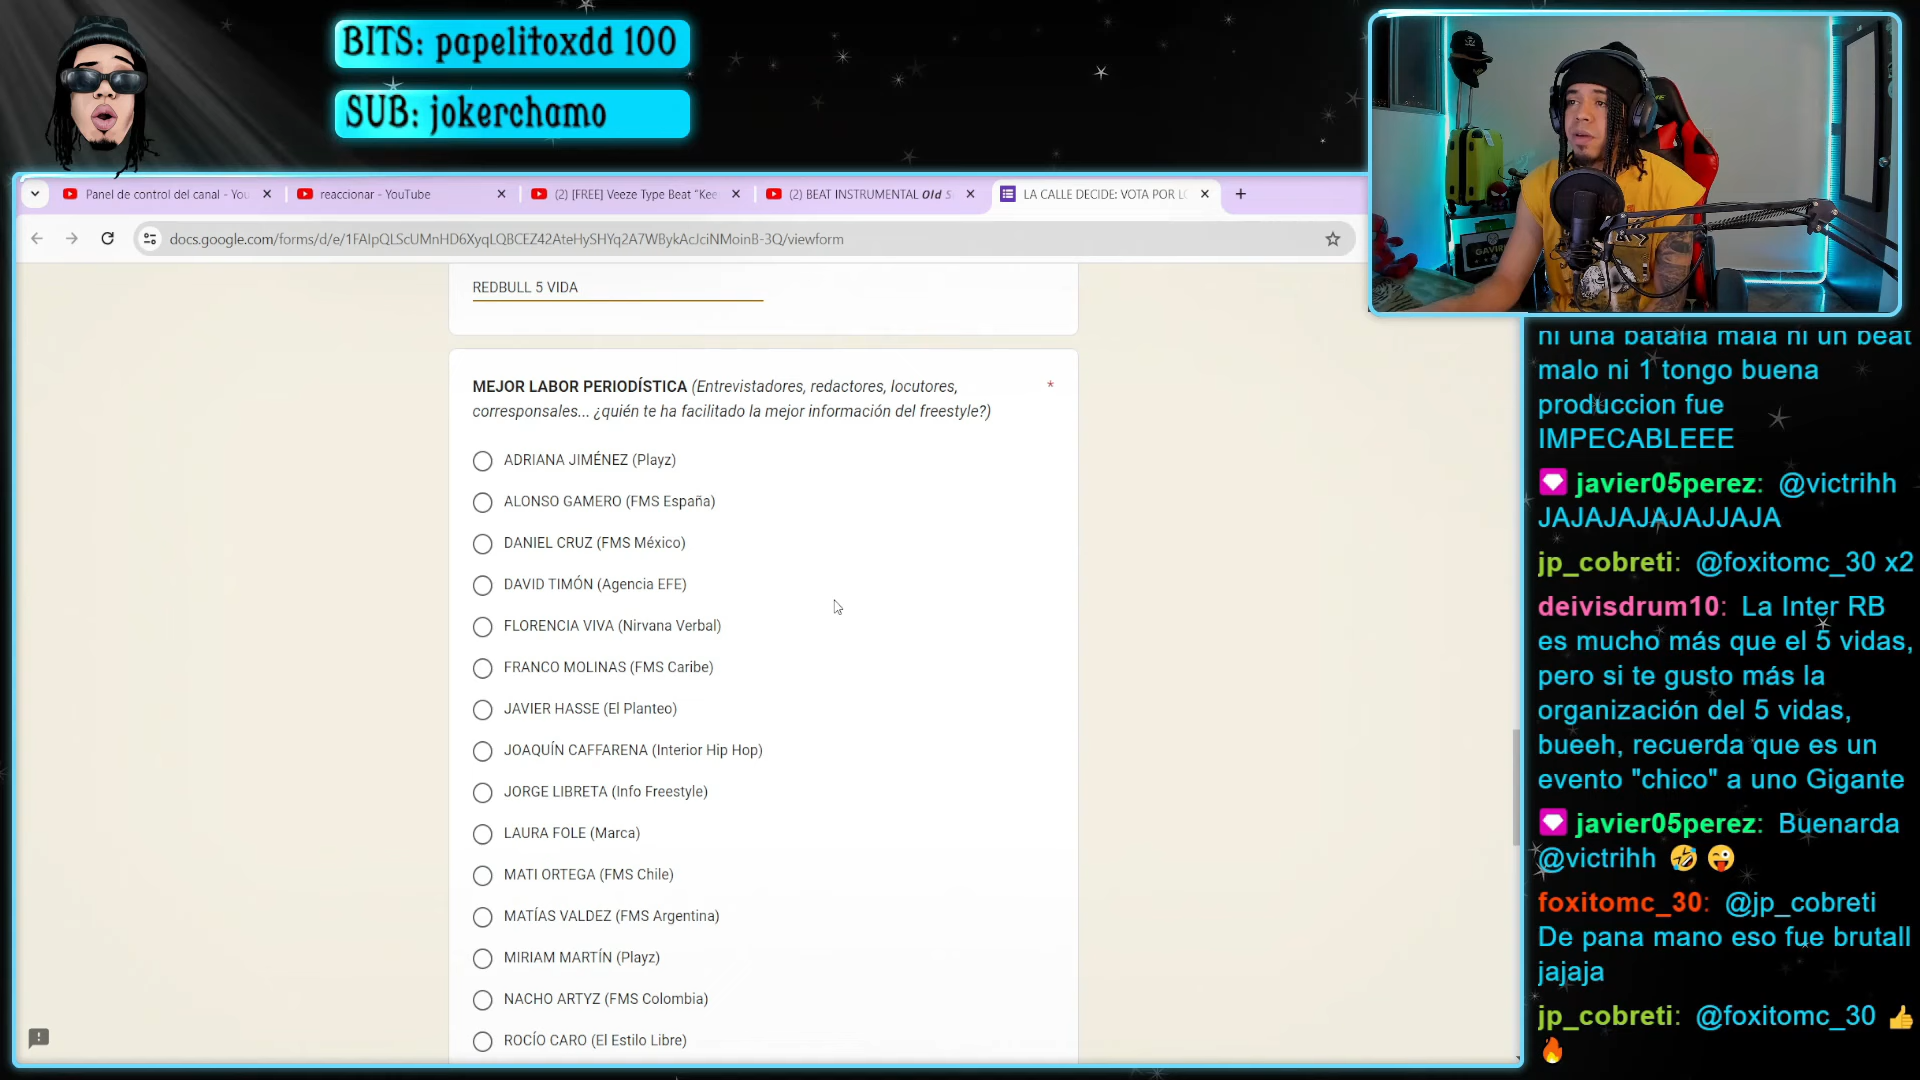 BITS: papelitoxdd 100
SUB: jokerchamo
Panel de control del canal - You
reaccionar - YouTube
(2) [FREE] Veeze Type Beat "Kee
(2) BEAT INSTRUMENTAL Old S
LA CALLE DECIDE: VOTA POR LO
docs.google.com/forms/d/e/1FAIpQLScUMnHD6XyqLQBCEZ42AteHySHYq2A7WBykAcJciNMoinB-3Q/viewform
REDBULL 5 VIDA
MEJOR LABOR PERIODÍSTICA (Entrevistadores, redactores, locutores, *
corresponsales... ¿quién te ha facilitado la mejor información del freestyle?)
ADRIANA JIMÉNEZ (Playz)
ALONSO GAMERO (FMS España)
DANIEL CRUZ (FMS México)
DAVID TIMÓN (Agencia EFE)
FLORENCIA VIVA (Nirvana Verbal)
FRANCO MOLINAS (FMS Caribe)
JAVIER HASSE (El Planteo)
JOAQUÍN CAFFARENA (Interior Hip Hop)
JORGE LIBRETA (Info Freestyle)
LAURA FOLE (Marca)
MATI ORTEGA (FMS Chile)
MATÍAS VALDEZ (FMS Argentina)
MIRIAM MARTÍN (Playz)
NACHO ARTYZ (FMS Colombia)
ROCÍO CARO (El Estilo Libre)
ni una batalla mala ni un beat
malo ni 1 tongo buena
produccion fue
IMPECABLEEE
javier05perez: @victrihh
JAJAJAJAJAJJAJA
jp_cobreti: @foxitomc_30 x2
deivisdrum10: La Inter RB
es mucho más que el 5 vidas,
pero si te gusto más la
organización del 5 vidas,
bueeh, recuerda que es un
evento "chico" a uno Gigante
javier05perez: Buenarda
@victrihh 🤣 😜
foxitomc_30: @jp_cobreti
De pana mano eso fue brutall
jajaja
jp_cobreti: @foxitomc_30 👍
🔥